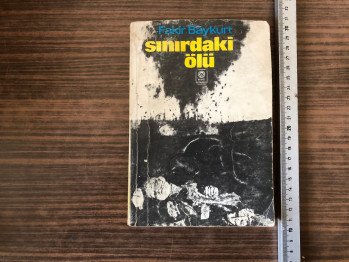 Fakir Baykurt
sınırdaki
ölü